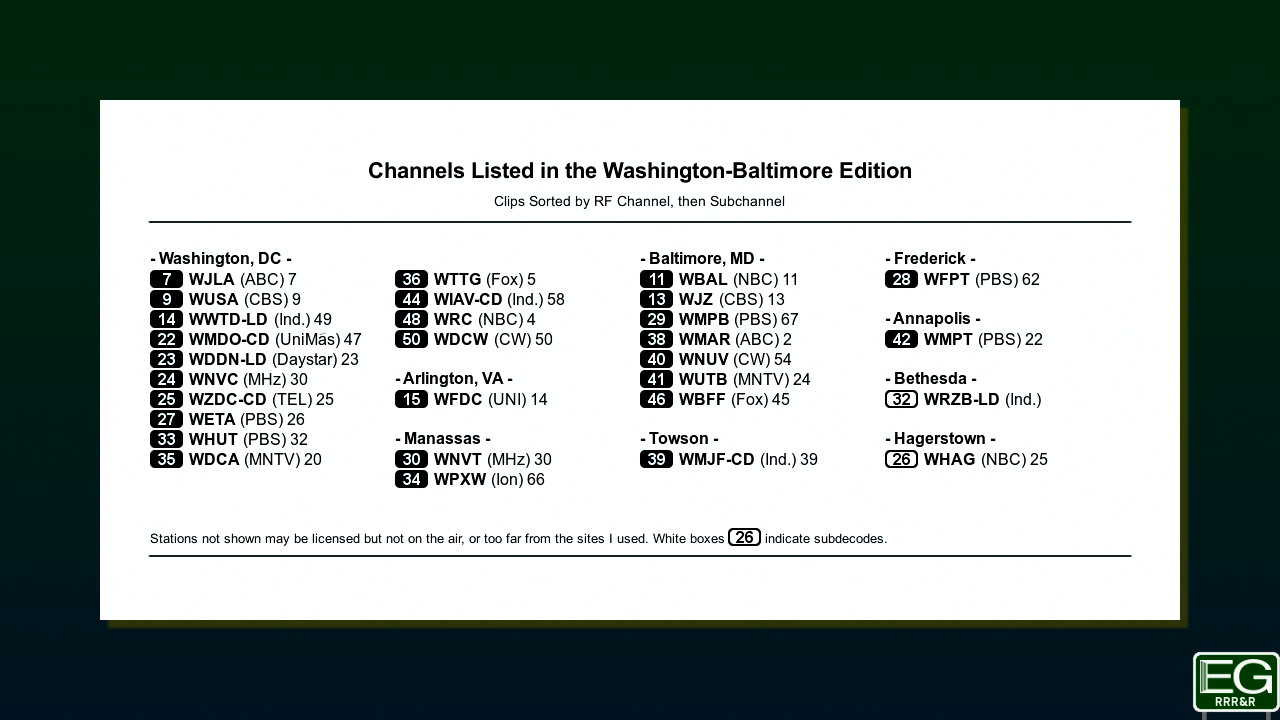 Channels Listed in the Washington-Baltimore Edition
Clips Sorted by RF Channel, then Subchannel
- Washington, DC -
7 WJLA (ABC) 7
9 WUSA (CBS) 9
14 WWTD-LD (Ind.) 49
22 WMDO-CD (UniMás) 47
23 WDDN-LD (Daystar) 23
24 WNVC (MHz) 30
25 WZDC-CD (TEL) 25
27 WETA (PBS) 26
33 WHUT (PBS) 32
35 WDCA (MNTV) 20
36 WTTG (Fox) 5
44 WIAV-CD (Ind.) 58
48 WRC (NBC) 4
50 WDCW (CW) 50
- Arlington, VA -
15 WFDC (UNI) 14
- Manassas -
30 WNVT (MHz) 30
34 WPXW (Ion) 66
- Baltimore, MD -
11 WBAL (NBC) 11
13 WJZ (CBS) 13
29 WMPB (PBS) 67
38 WMAR (ABC) 2
40 WNUV (CW) 54
41 WUTB (MNTV) 24
46 WBFF (Fox) 45
- Towson -
39 WMJF-CD (Ind.) 39
- Frederick -
28 WFPT (PBS) 62
- Annapolis -
42 WMPT (PBS) 22
- Bethesda -
32 WRZB-LD (Ind.)
- Hagerstown -
26 WHAG (NBC) 25
Stations not shown may be licensed but not on the air, or too far from the sites I used. White boxes 26 indicate subdecodes.
EG
RRR&R